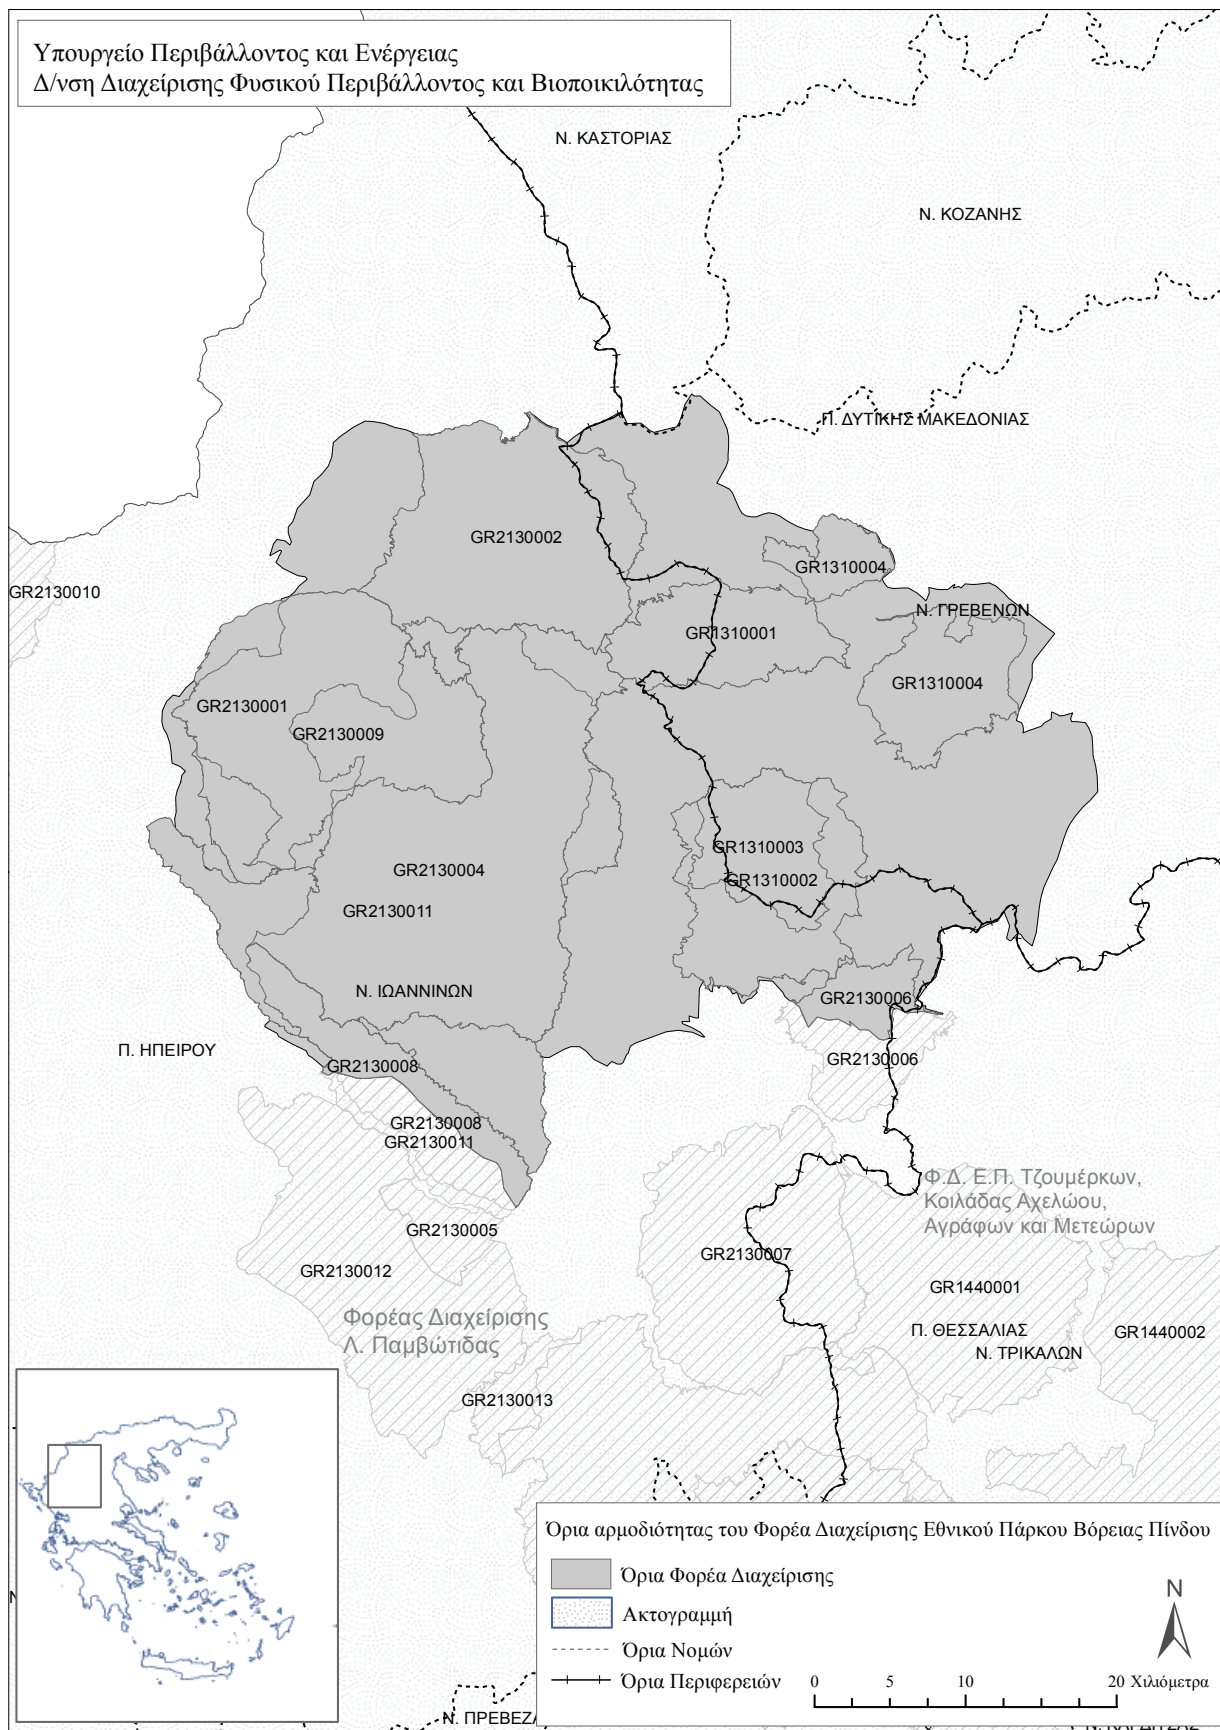 Υπουργείο Περιβάλλοντος και Ενέργειας
Δ/νση Διαχείρισης Φυσικού Περιβάλλοντος και Βιοποικιλότητας
Ν. ΚΑΣΤΟΡΙΑΣ
Ν. ΚΟΖΑΝΗΣ
Π. ΔΥΤΙΚΗΣ ΜΑΚΕΔΟΝΙΑΣ
GR2130002
GR1310004
GR2130010
Ν. ΓΡΕΒΕΝΩΝ
GR1310001
GR1310004
GR2130001
GR2130009
GR1310003
GR2130004
GR1310002
GR2130011
Ν. ΙΩΑΝΝΙΝΩΝ
GR2130006
Π. ΗΠΕΙΡΟΥ
GR2130008
GR2130006
GR2130008
GR2130011
Φ.Δ. Ε.Π. Τζουμέρκων,
Κοιλάδας Αχελώου,
Αγράφων και Μετεώρων
GR2130005
GR2130007
GR2130012
GR1440001
Φορέας Διαχείρισης
Λ. Παμβώτιδας
Π. ΘΕΣΣΑΛΙΑΣ
GR1440002
Ν. ΤΡΙΚΑΛΩΝ
GR2130013
Όρια αρμοδιότητας του Φορέα Διαχείρισης Εθνικού Πάρκου Βόρειας Πίνδου
Όρια Φορέα Διαχείρισης
Ακτογραμμή
Όρια Νομών
Όρια Περιφερειών
N
0 5 10 20 Χιλιόμετρα
Ν. ΠΡΕΒΕΖΑ